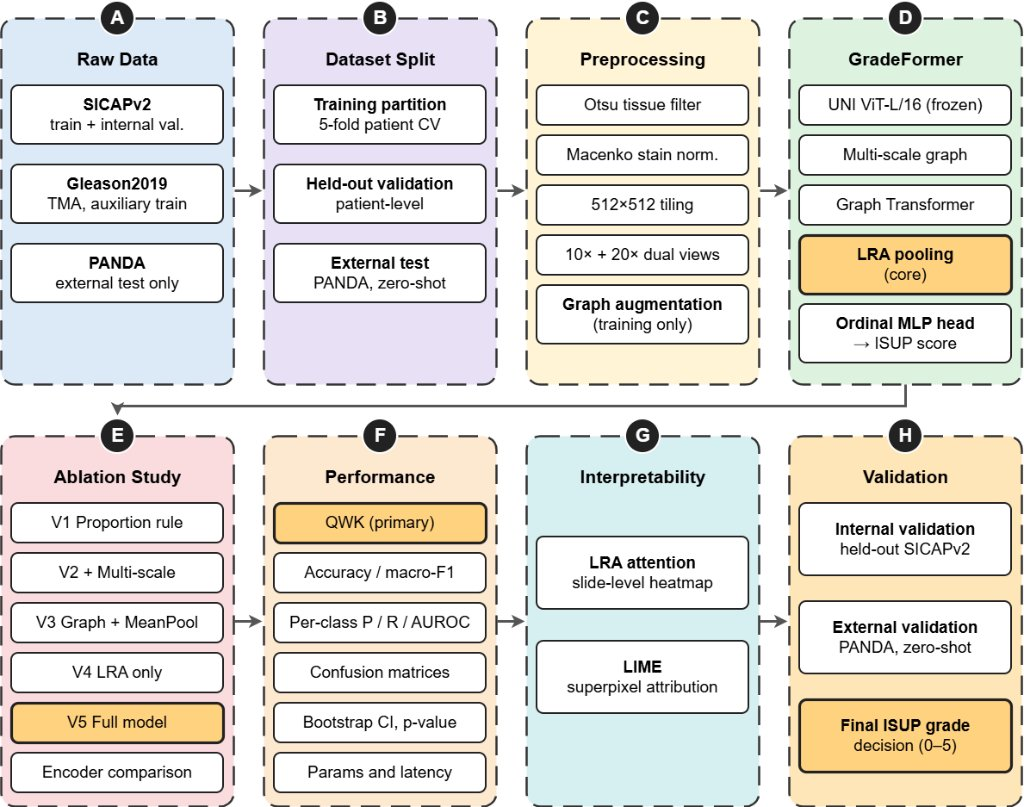 A
Raw Data
SICAPv2
train + internal val.
Gleason2019
TMA, auxiliary train
PANDA
external test only
B
Dataset Split
Training partition
5-fold patient CV
Held-out validation
patient-level
External test
PANDA, zero-shot
C
Preprocessing
Otsu tissue filter
Macenko stain norm.
512×512 tiling
10× + 20× dual views
Graph augmentation
(training only)
D
GradeFormer
UNI ViT-L/16 (frozen)
Multi-scale graph
Graph Transformer
LRA pooling
(core)
Ordinal MLP head
→ ISUP score
E
Ablation Study
V1 Proportion rule
V2 + Multi-scale
V3 Graph + MeanPool
V4 LRA only
V5 Full model
Encoder comparison
F
Performance
QWK (primary)
Accuracy / macro-F1
Per-class P / R / AUROC
Confusion matrices
Bootstrap CI, p-value
Params and latency
G
Interpretability
LRA attention
slide-level heatmap
LIME
superpixel attribution
H
Validation
Internal validation
held-out SICAPv2
External validation
PANDA, zero-shot
Final ISUP grade
decision (0–5)